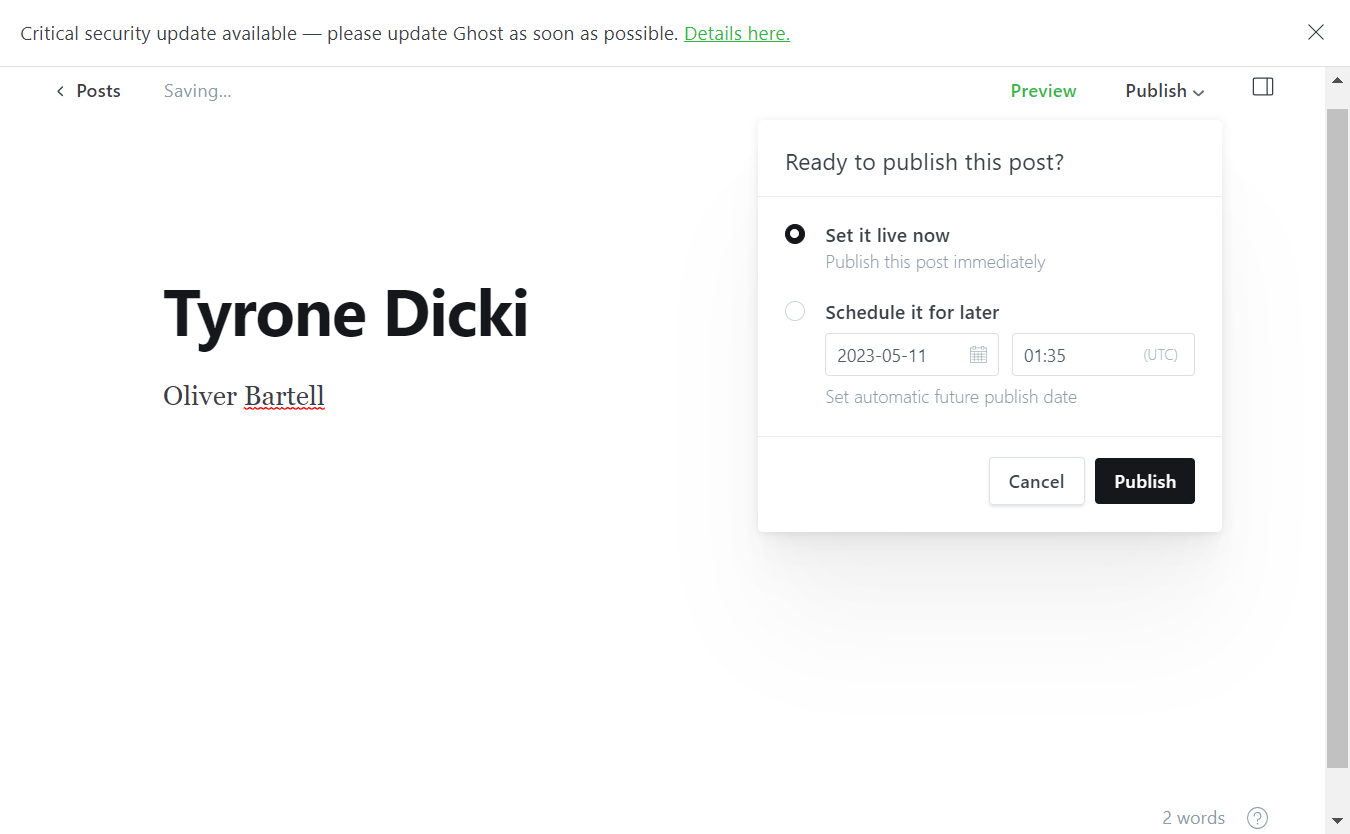 Critical security update available — please update Ghost as soon as possible. Details here.
Posts
Saving...
Preview
Publish
Ready to publish this post?
Set it live now
Publish this post immediately
Schedule it for later
2023-05-11
01:35
(UTC)
Set automatic future publish date
Cancel
Publish
Tyrone Dicki
Oliver Bartell
2 words
?